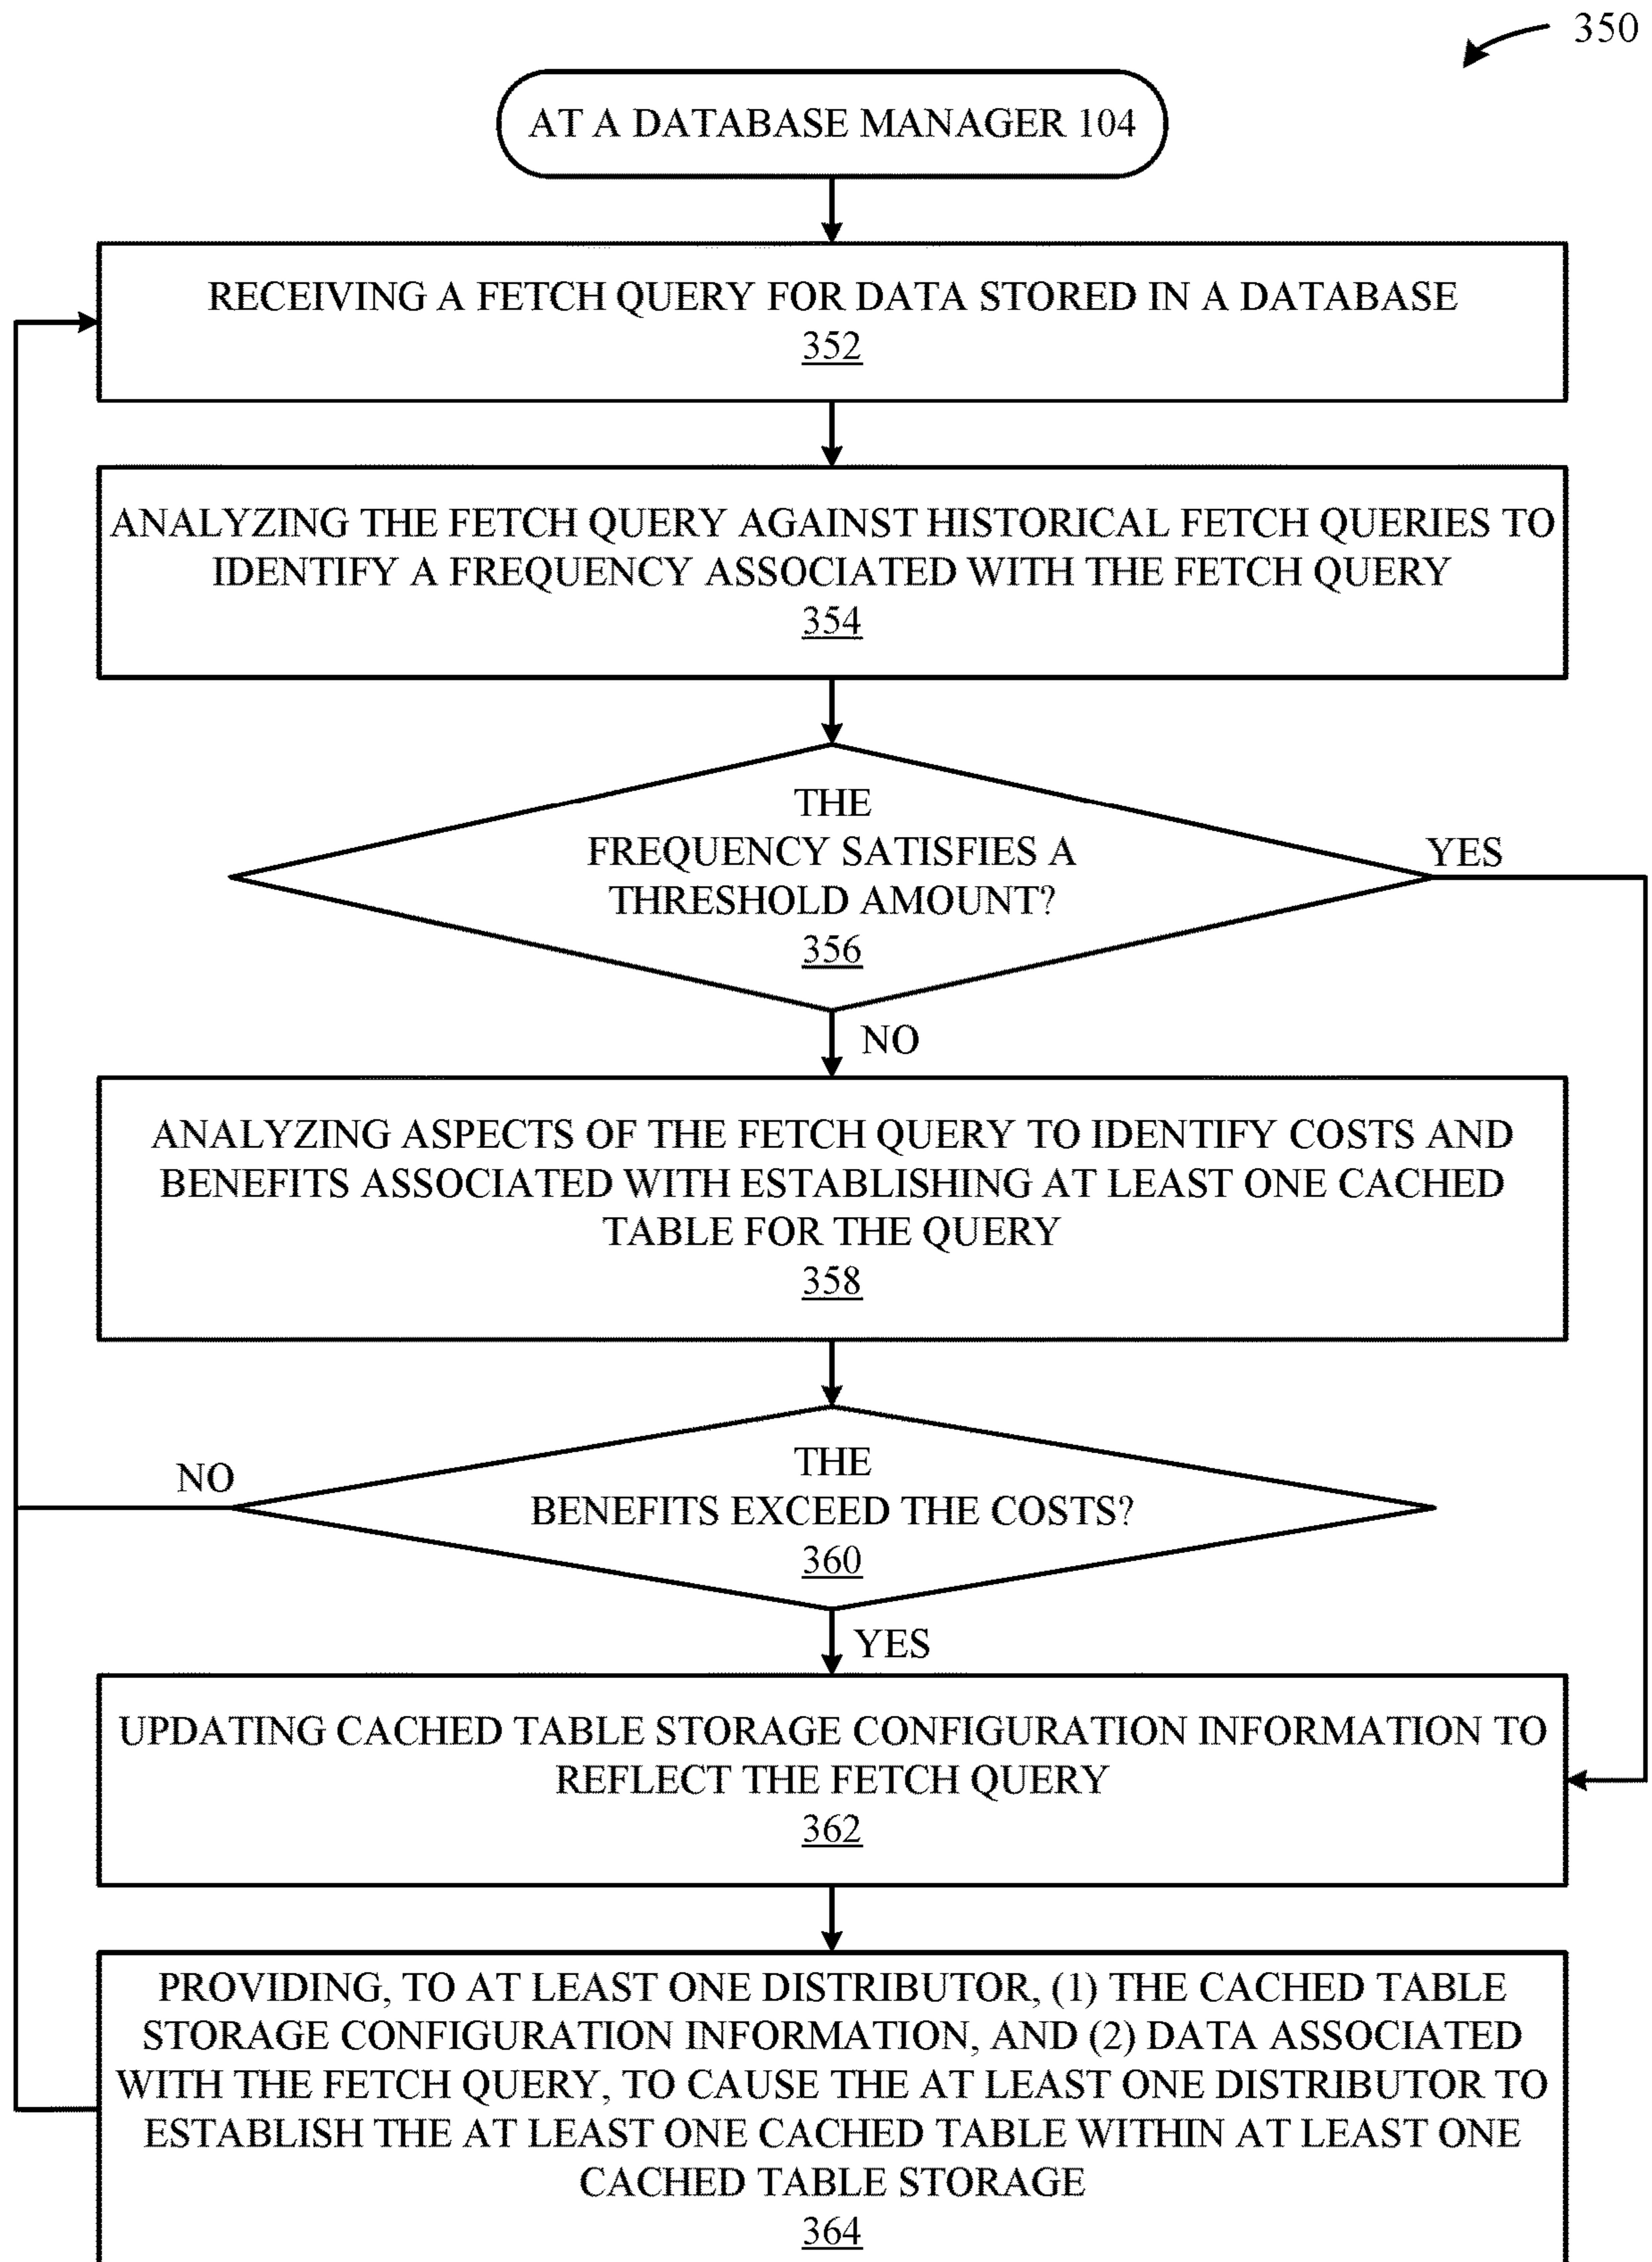 350
AT A DATABASE MANAGER 104
RECEIVING A FETCH QUERY FOR DATA STORED IN A DATABASE
352
ANALYZING THE FETCH QUERY AGAINST HISTORICAL FETCH QUERIES TO
IDENTIFY A FREQUENCY ASSOCIATED WITH THE FETCH QUERY
354
THE
FREQUENCY SATISFIES A
THRESHOLD AMOUNT?
356
YES
NO
ANALYZING ASPECTS OF THE FETCH QUERY TO IDENTIFY COSTS AND
BENEFITS ASSOCIATED WITH ESTABLISHING AT LEAST ONE CACHED
TABLE FOR THE QUERY
358
THE
BENEFITS EXCEED THE COSTS?
360
NO
YES
UPDATING CACHED TABLE STORAGE CONFIGURATION INFORMATION TO
REFLECT THE FETCH QUERY
362
PROVIDING, TO AT LEAST ONE DISTRIBUTOR, (1) THE CACHED TABLE
STORAGE CONFIGURATION INFORMATION, AND (2) DATA ASSOCIATED
WITH THE FETCH QUERY, TO CAUSE THE AT LEAST ONE DISTRIBUTOR TO
ESTABLISH THE AT LEAST ONE CACHED TABLE WITHIN AT LEAST ONE
CACHED TABLE STORAGE
364